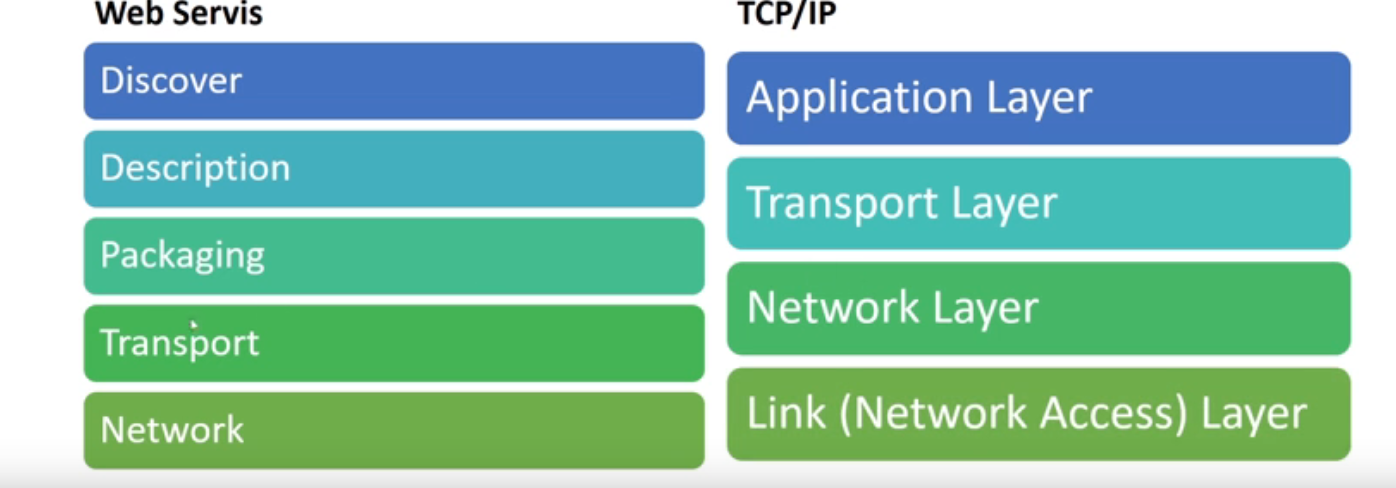 Web Servis
Discover
Description
Packaging
Transport
Network
TCP/IP
Application Layer
Transport Layer
Network Layer
Link (Network Access) Layer